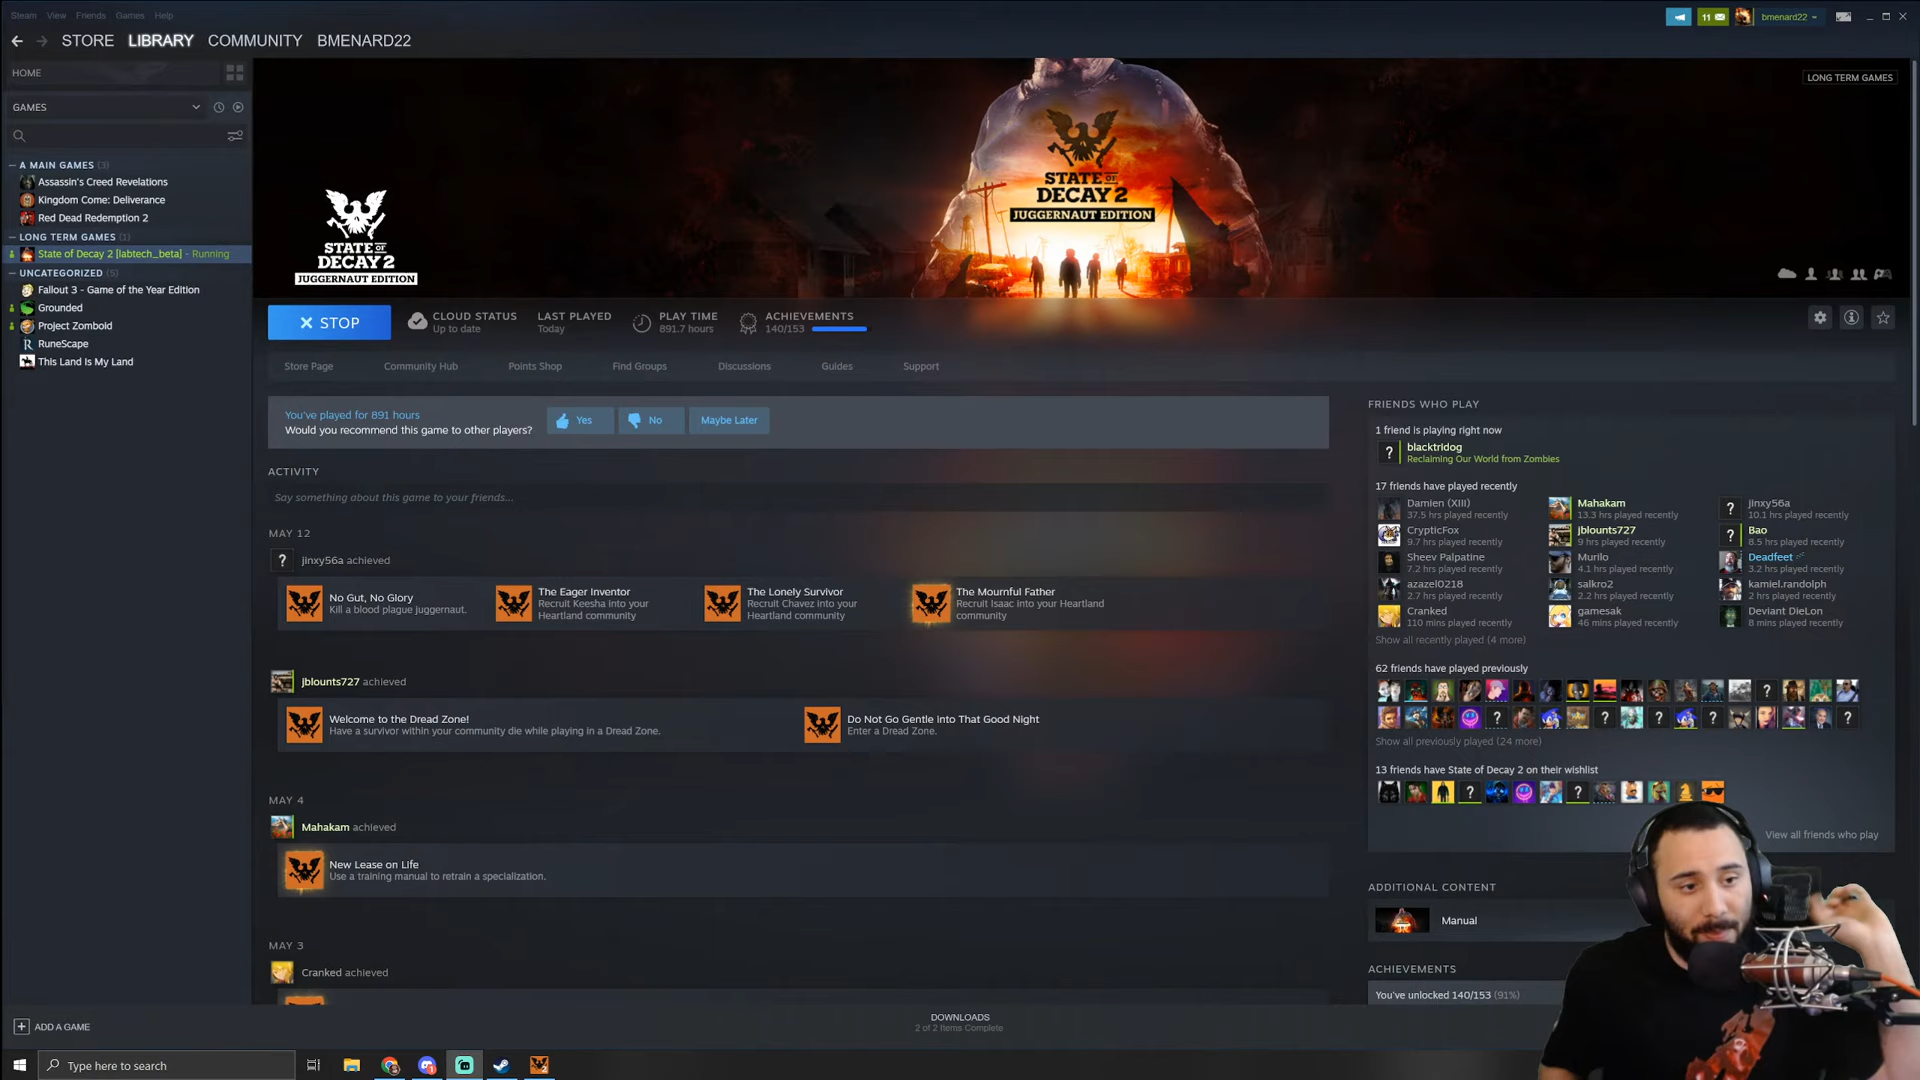 Steam View Friends Games Help
11 bmenard22
STORE LIBRARY COMMUNITY BMENARD22
HOME
GAMES
A MAIN GAMES (3)
Assassin's Creed Revelations
Kingdom Come: Deliverance
Red Dead Redemption 2
LONG TERM GAMES (1)
State of Decay 2 [labtech_beta] - Running
UNCATEGORIZED (5)
Fallout 3 - Game of the Year Edition
Grounded
Project Zomboid
RuneScape
This Land Is My Land
LONG TERM GAMES
STATE OF
DECAY 2
JUGGERNAUT EDITION
STATE OF
DECAY 2
JUGGERNAUT EDITION
STOP
CLOUD STATUS
Up to date
LAST PLAYED
Today
PLAY TIME
891.7 hours
ACHIEVEMENTS
140/153
Store Page Community Hub Points Shop Find Groups Discussions Guides Support
You've played for 891 hours
Would you recommend this game to other players?
Yes No Maybe Later
ACTIVITY
Say something about this game to your friends...
MAY 12
jinxy56a achieved
No Gut, No Glory
Kill a blood plague juggernaut.
The Eager Inventor
Recruit Keesha into your
Heartland community
The Lonely Survivor
Recruit Chavez into your
Heartland community
The Mournful Father
Recruit Isaac into your Heartland
community
jblounts727 achieved
Welcome to the Dread Zone!
Have a survivor within your community die while playing in a Dread Zone.
Do Not Go Gentle into That Good Night
Enter a Dread Zone.
MAY 4
Mahakam achieved
New Lease on Life
Use a training manual to retrain a specialization.
MAY 3
Cranked achieved
FRIENDS WHO PLAY
1 friend is playing right now
blacktridog
Reclaiming Our World from Zombies
17 friends have played recently
Damien (XIII)
37.5 hrs played recently
Mahakam
13.3 hrs played recently
jinxy56a
10.1 hrs played recently
CrypticFox
9.7 hrs played recently
jblounts727
9 hrs played recently
Bao
8.5 hrs played recently
Sheev Palpatine
7.2 hrs played recently
Murilo
4.1 hrs played recently
Deadfeet
3.2 hrs played recently
azazel0218
2.7 hrs played recently
salkro2
2.2 hrs played recently
kamiel.randolph
2 hrs played recently
Cranked
110 mins played recently
gamesak
46 mins played recently
Deviant DieLon
8 mins played recently
Show all recently played (4 more)
62 friends have played previously
Show all previously played (24 more)
13 friends have State of Decay 2 on their wishlist
View all friends who play
ADDITIONAL CONTENT
Manual
ACHIEVEMENTS
You've unlocked 140/153 (91%)
ADD A GAME
DOWNLOADS
2 of 2 Items Complete
Type here to search